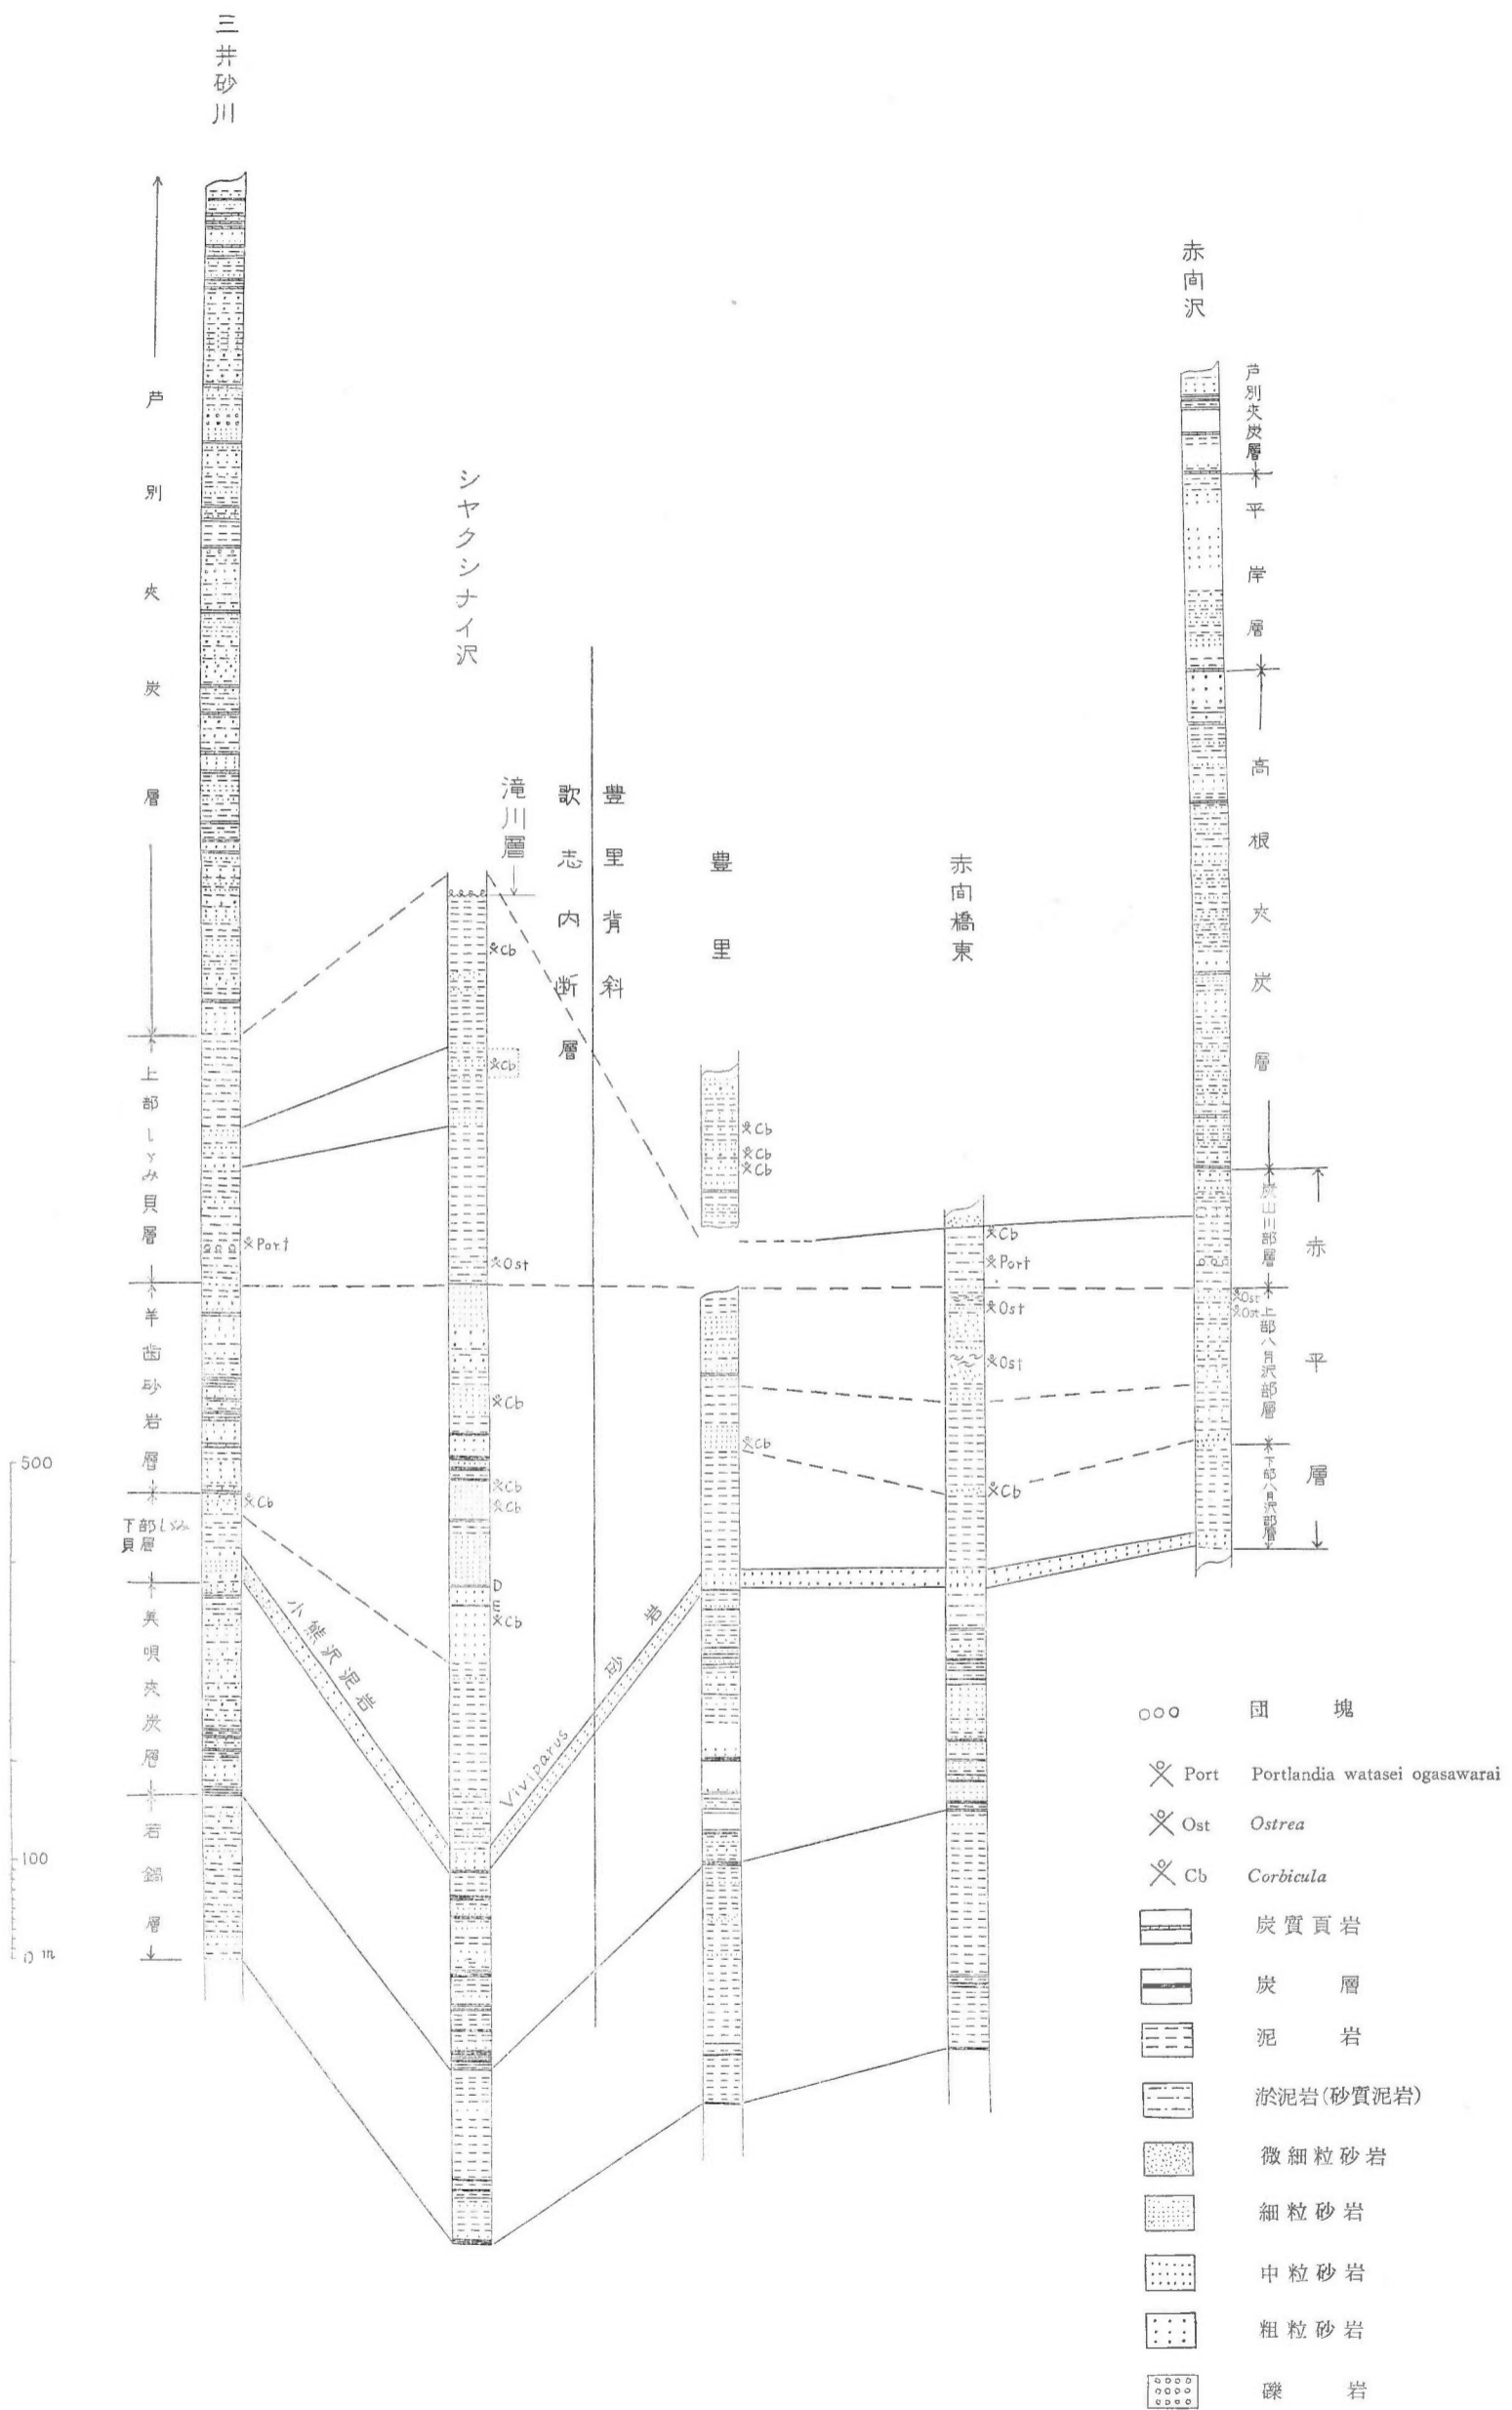 三井砂川
芦別夾炭層
上部しゞみ貝層
羊歯砂岩層
下部しゞみ
貝層
美唄夾炭層
若鍋層
500
100
0 m
Port
Cb
小熊沢泥岩
シヤクシナイ沢
滝川層
Cb
Cb
Ost
Cb
Cb
Cb
D
E
Cb
Viviparus 砂岩
歌志内断層
豊里背斜
豊里
Cb
Cb
Cb
Cb
赤間橋東
Cb
Port
Ost
Ost
Cb
赤間沢
芦別夾炭層
平岸層
高根夾炭層
炭山川部層
Ost
Ost
上部八月沢部層
下部八月沢部層
赤平層
団塊
Port Portlandia watasei ogasawarai
Ost Ostrea
Cb Corbicula
炭質頁岩
炭層
泥岩
淤泥岩(砂質泥岩)
微細粒砂岩
細粒砂岩
中粒砂岩
粗粒砂岩
礫岩